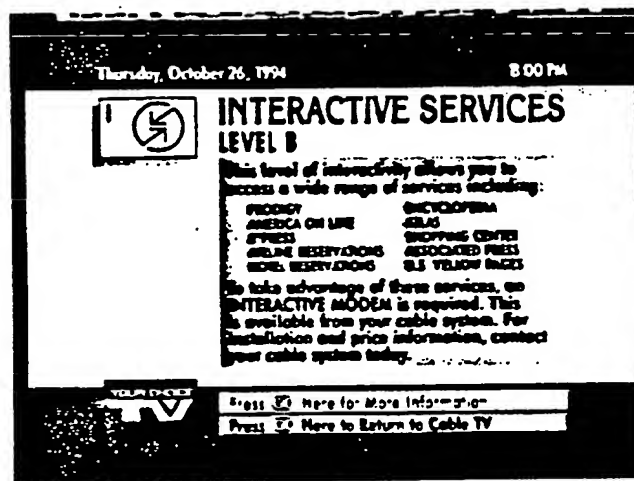 Thursday, October 26, 1994 8:00 PM
INTERACTIVE SERVICES
LEVEL B
This level of interactivity allows you to
access a wide range of services including:
PRODIGY ENCYCLOPEDIA
AMERICA ON LINE ATLAS
X*PRESS SHOPPING CENTER
AIRLINE RESERVATIONS ASSOCIATED PRESS
HOTEL RESERVATIONS U.S. YELLOW PAGES
To take advantage of these services, an
INTERACTIVE MODEM is required. This
is available from your cable system. For
installation and price information, contact
your cable system today.
YOUR CHOICE
TV
Press Here for More Information
Press Here to Return to Cable TV